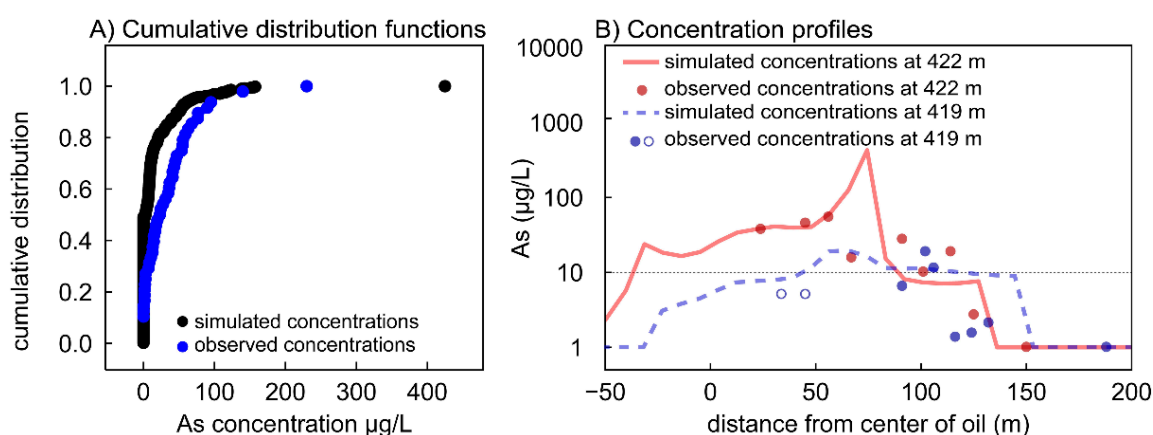 A) Cumulative distribution functions
cumulative distribution
1.0
0.8
0.6
0.4
0.2
0.0
simulated concentrations
observed concentrations
0
100
200
300
400
As concentration µg/L
B) Concentration profiles
As (µg/L)
10000
1000
100
10
1
simulated concentrations at 422 m
observed concentrations at 422 m
simulated concentrations at 419 m
observed concentrations at 419 m
-50
0
50
100
150
200
distance from center of oil (m)